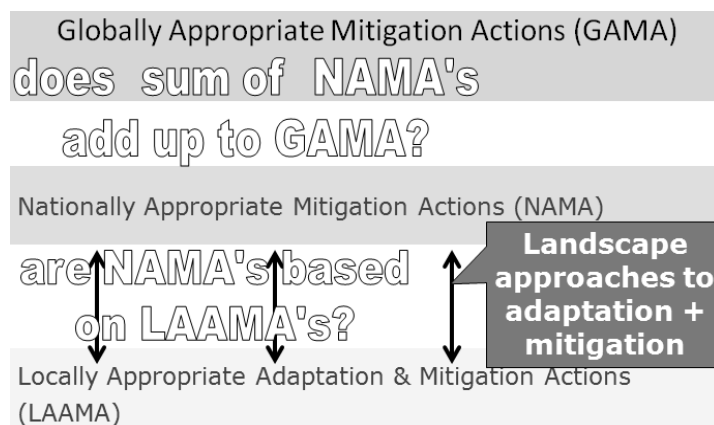 Globally Appropriate Mitigation Actions (GAMA)
does sum of NAMA's
add up to GAMA?
Nationally Appropriate Mitigation Actions (NAMA)
are NAMA's based
on LAAMA's?
Landscape
approaches to
adaptation +
mitigation
Locally Appropriate Adaptation & Mitigation Actions
(LAAMA)